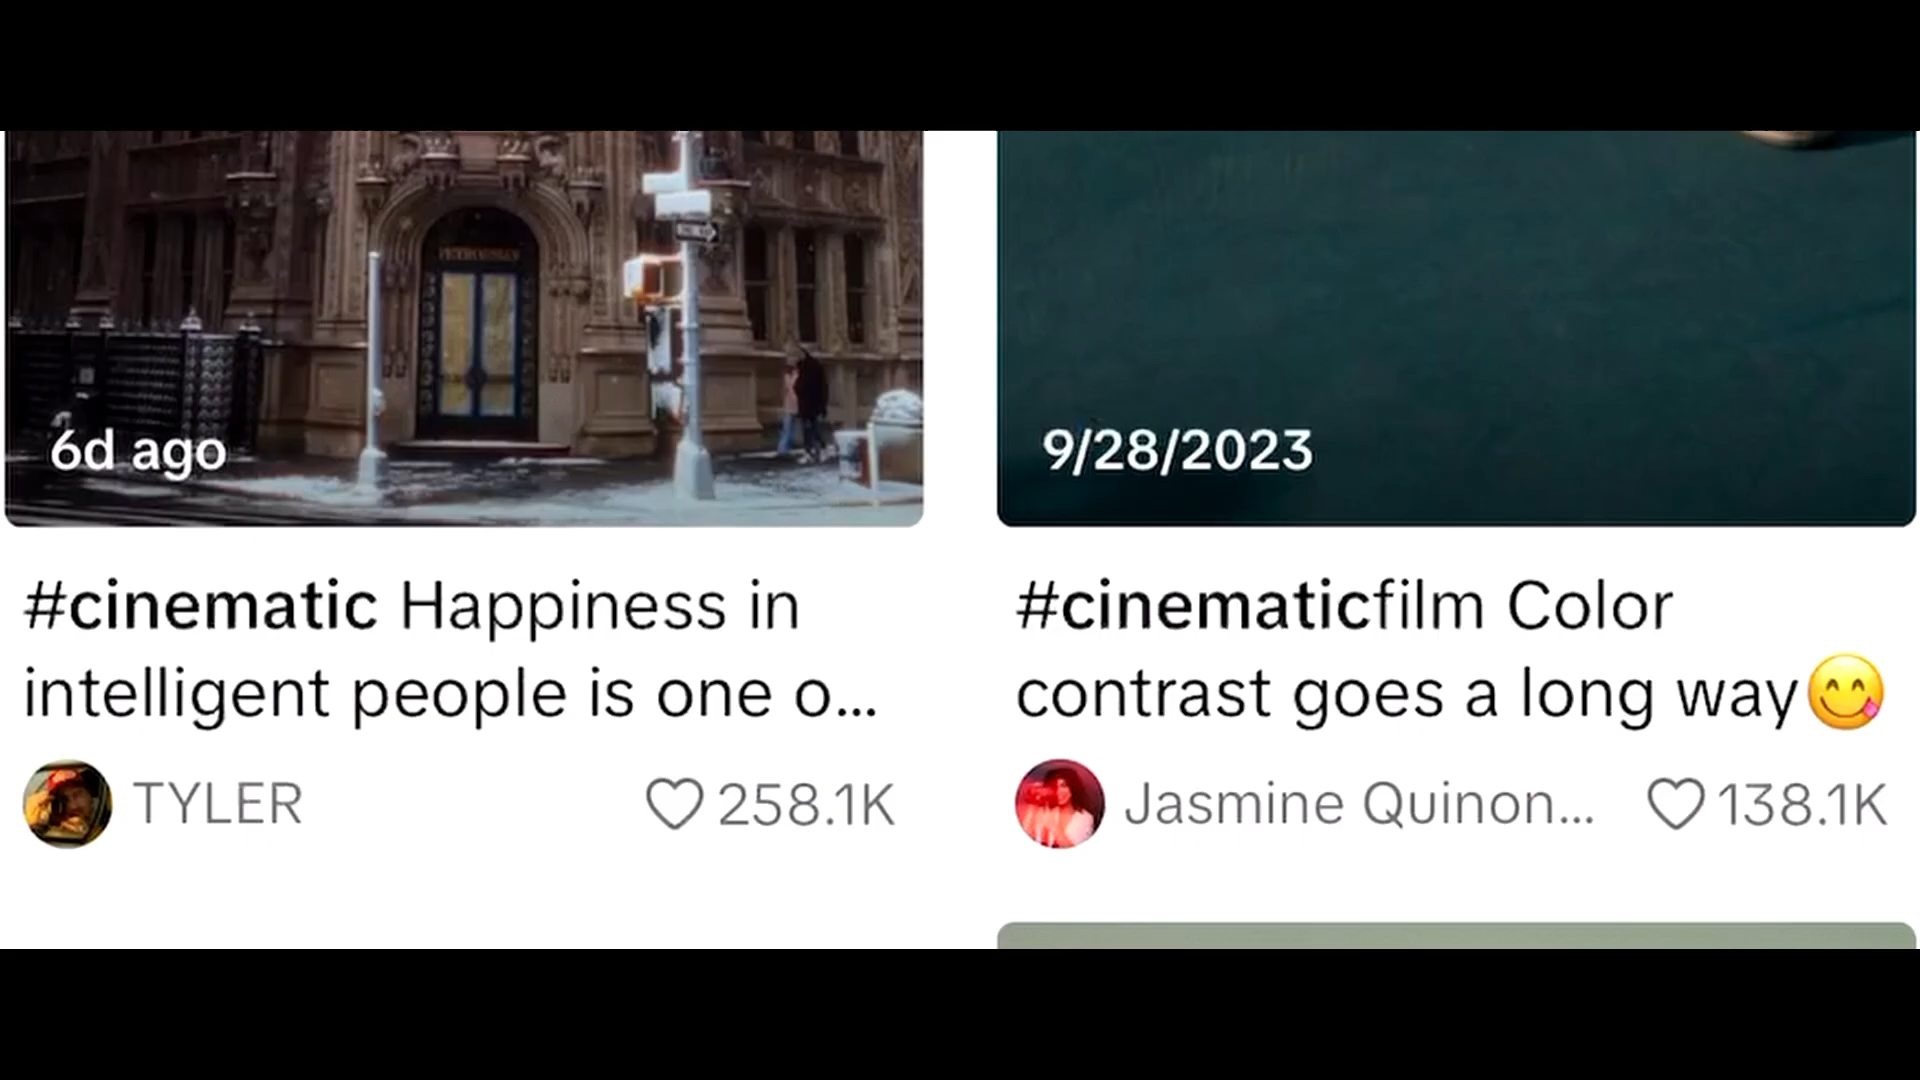 6d ago
#cinematic Happiness in
intelligent people is one o...
TYLER 258.1K
9/28/2023
#cinematicfilm Color
contrast goes a long way😋
Jasmine Quinon... 138.1K